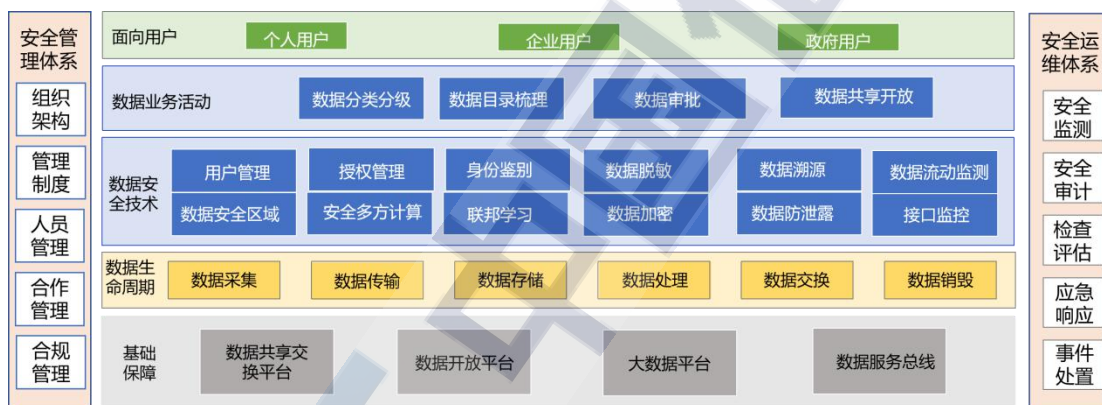 安全管
理体系
组织
架构
管理
制度
人员
管理
合作
管理
合规
管理
面向用户
个人用户
企业用户
政府用户
数据业务活动
数据分类分级
数据目录梳理
数据审批
数据共享开放
数据安
全技术
用户管理
授权管理
身份鉴别
数据脱敏
数据溯源
数据流动监测
数据安全区域
安全多方计算
联邦学习
数据加密
数据防泄露
接口监控
数据生
命周期
数据采集
数据传输
数据存储
数据处理
数据交换
数据销毁
基础
保障
数据共享交
换平台
数据开放平台
大数据平台
数据服务总线
安全运
维体系
安全
监测
安全
审计
检查
评估
应急
响应
事件
处置